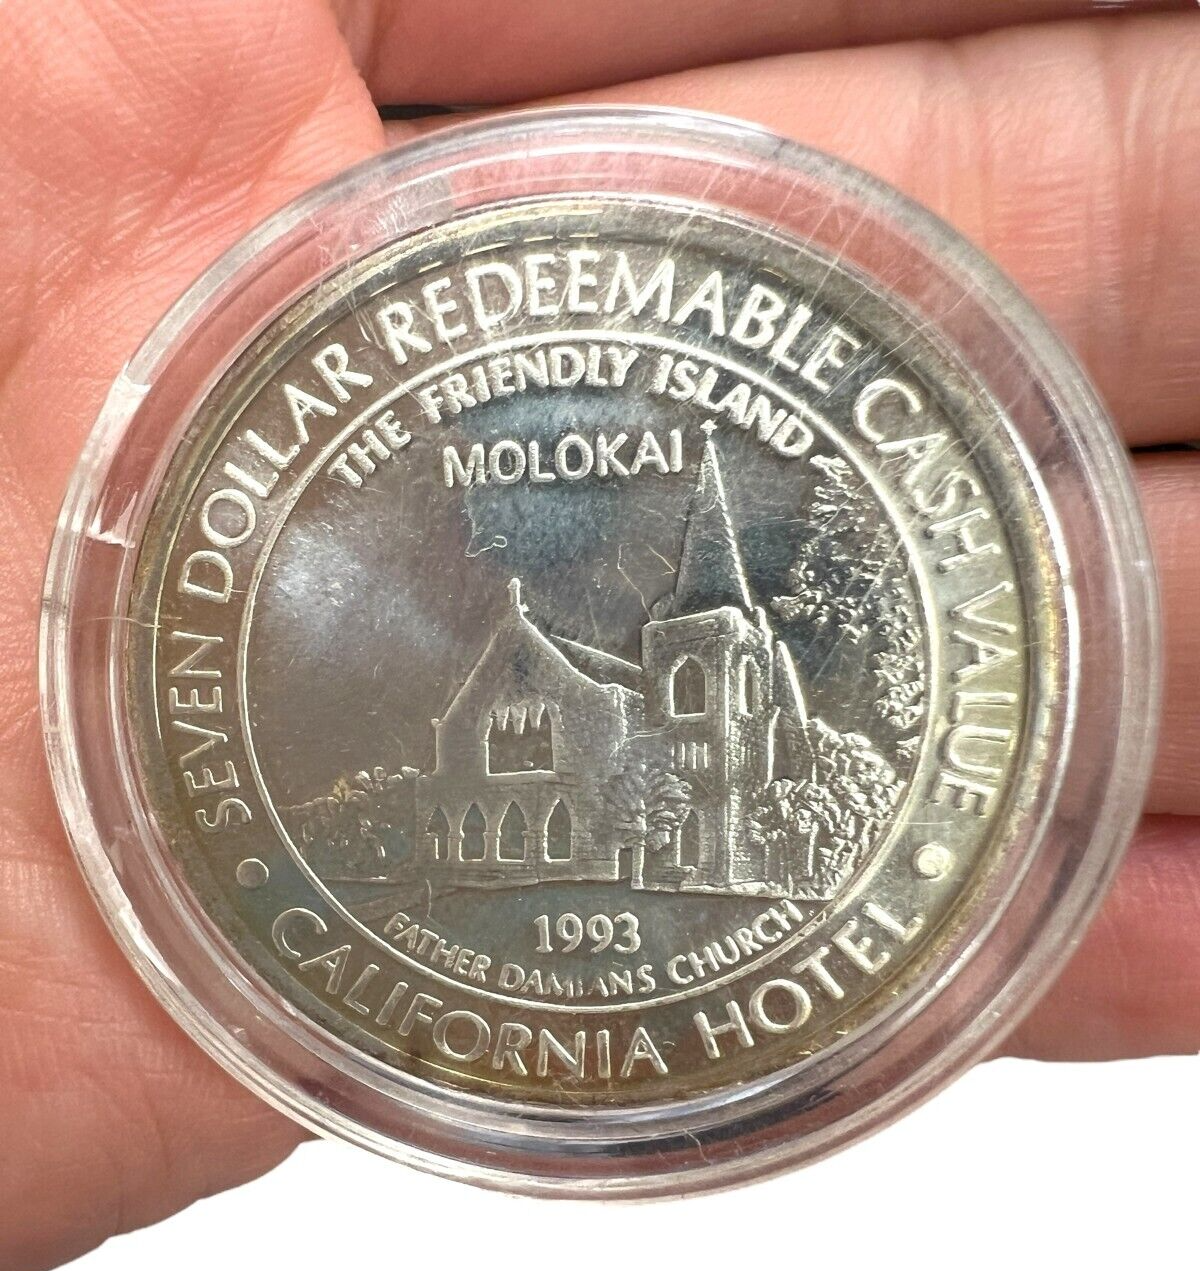 SEVEN DOLLAR REDEEMABLE CASH VALUE
THE FRIENDLY ISLAND
MOLOKAI
1993
FATHER DAMIANS CHURCH
CALIFORNIA HOTEL